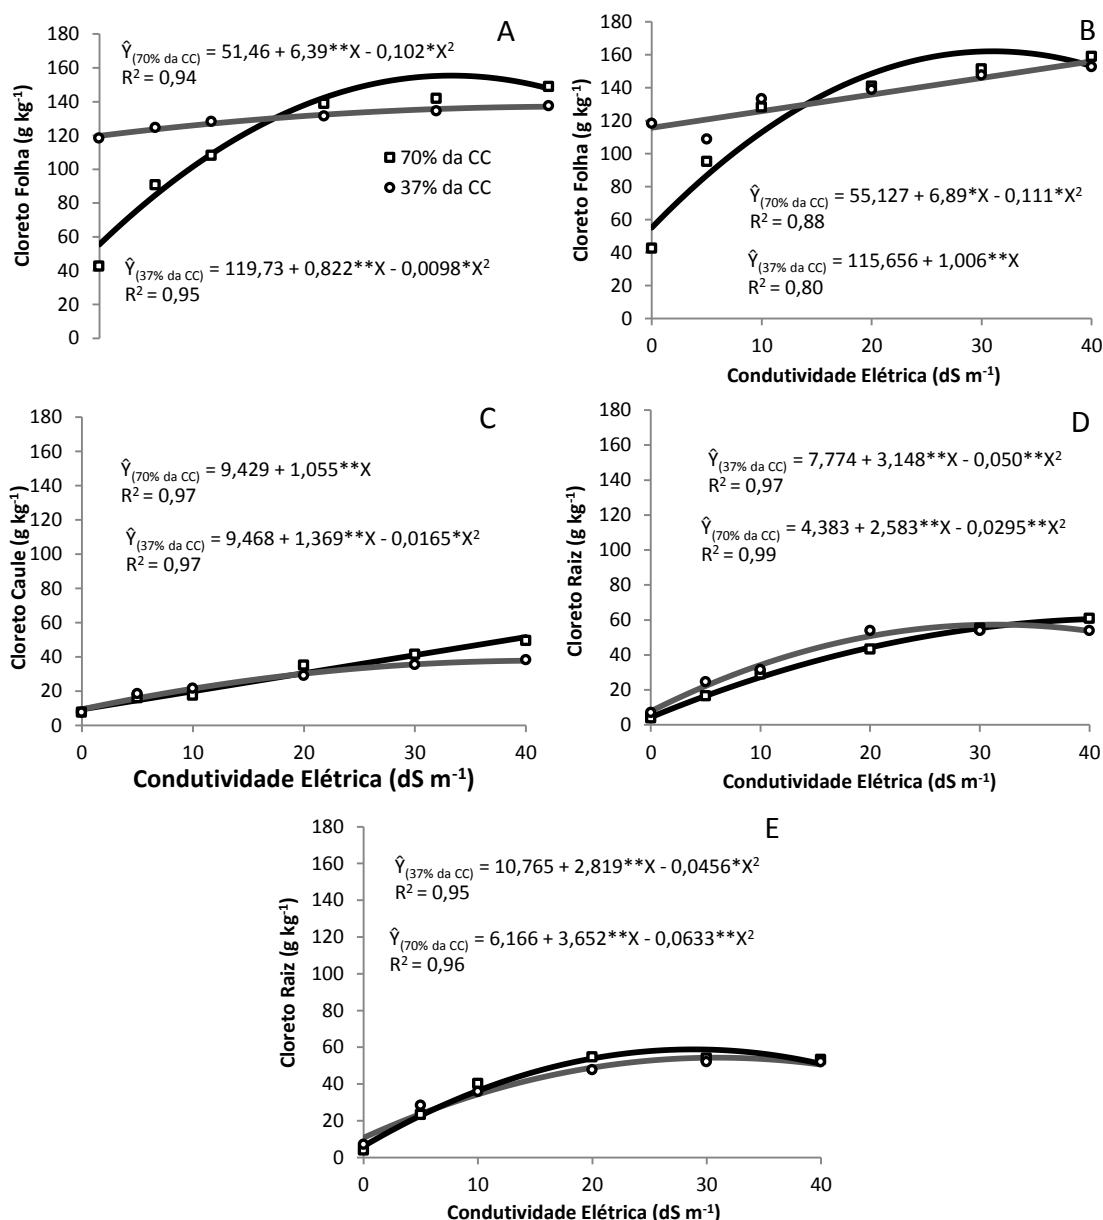 A
Ŷ(70% da CC) = 51,46 + 6,39**X - 0,102*X²
R² = 0,94
Cloreto Folha (g kg⁻¹)
180
160
140
120
100
80
60
40
20
0
70% da CC
37% da CC
Ŷ(37% da CC) = 119,73 + 0,822**X - 0,0098*X²
R² = 0,95
B
Cloreto Folha (g kg⁻¹)
180
160
140
120
100
80
60
40
20
0
Ŷ(70% da CC) = 55,127 + 6,89*X - 0,111*X²
R² = 0,88
Ŷ(37% da CC) = 115,656 + 1,006**X
R² = 0,80
0 10 20 30 40
Condutividade Elétrica (dS m⁻¹)
C
Cloreto Caule (g kg⁻¹)
180
160
140
120
100
80
60
40
20
0
Ŷ(70% da CC) = 9,429 + 1,055**X
R² = 0,97
Ŷ(37% da CC) = 9,468 + 1,369**X - 0,0165*X²
R² = 0,97
0 10 20 30 40
Condutividade Elétrica (dS m⁻¹)
D
Cloreto Raiz (g kg⁻¹)
180
160
140
120
100
80
60
40
20
0
Ŷ(37% da CC) = 7,774 + 3,148**X - 0,050**X²
R² = 0,97
Ŷ(70% da CC) = 4,383 + 2,583**X - 0,0295**X²
R² = 0,99
0 10 20 30 40
Condutividade Elétrica (dS m⁻¹)
E
Cloreto Raiz (g kg⁻¹)
180
160
140
120
100
80
60
40
20
0
Ŷ(37% da CC) = 10,765 + 2,819**X - 0,0456*X²
R² = 0,95
Ŷ(70% da CC) = 6,166 + 3,652**X - 0,0633**X²
R² = 0,96
0 10 20 30 40
Condutividade Elétrica (dS m⁻¹)